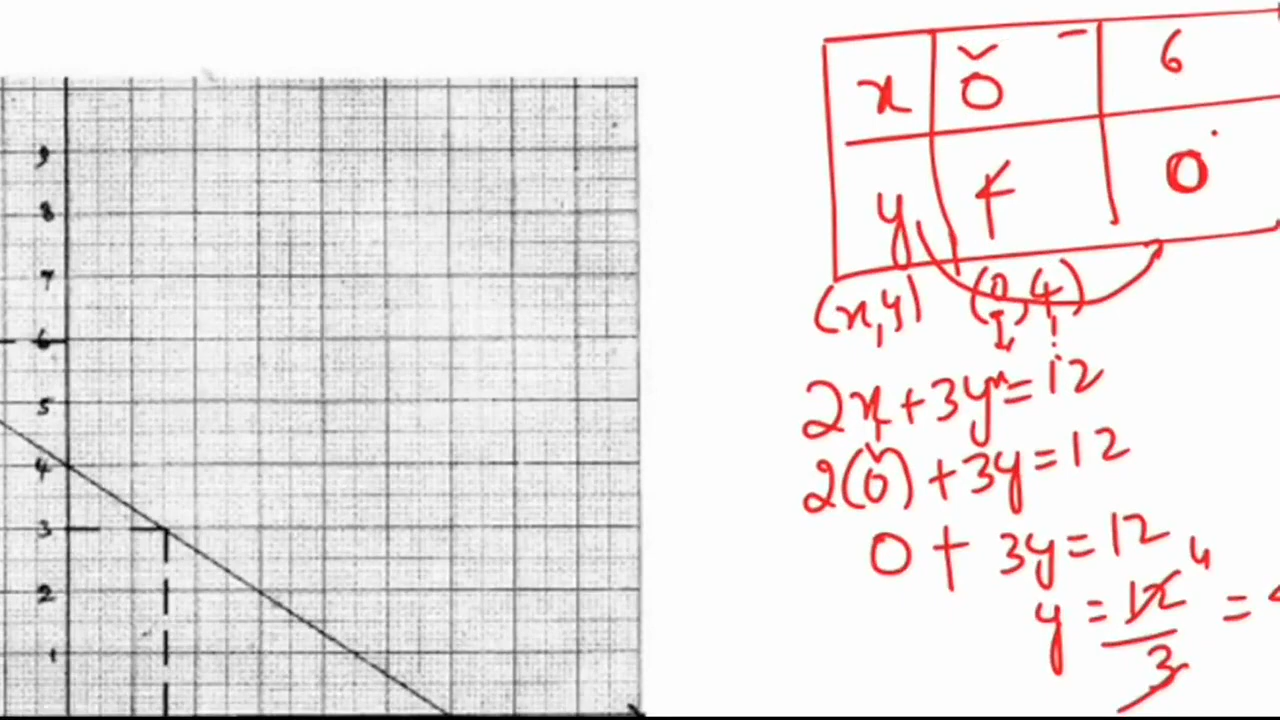 9
8
7
6
5
4
3
2
1
x 0 6
y 4 0
(x,y) (0,4)
2x+3y=12
2(0)+3y=12
0+3y=12
y=12/3 4 =